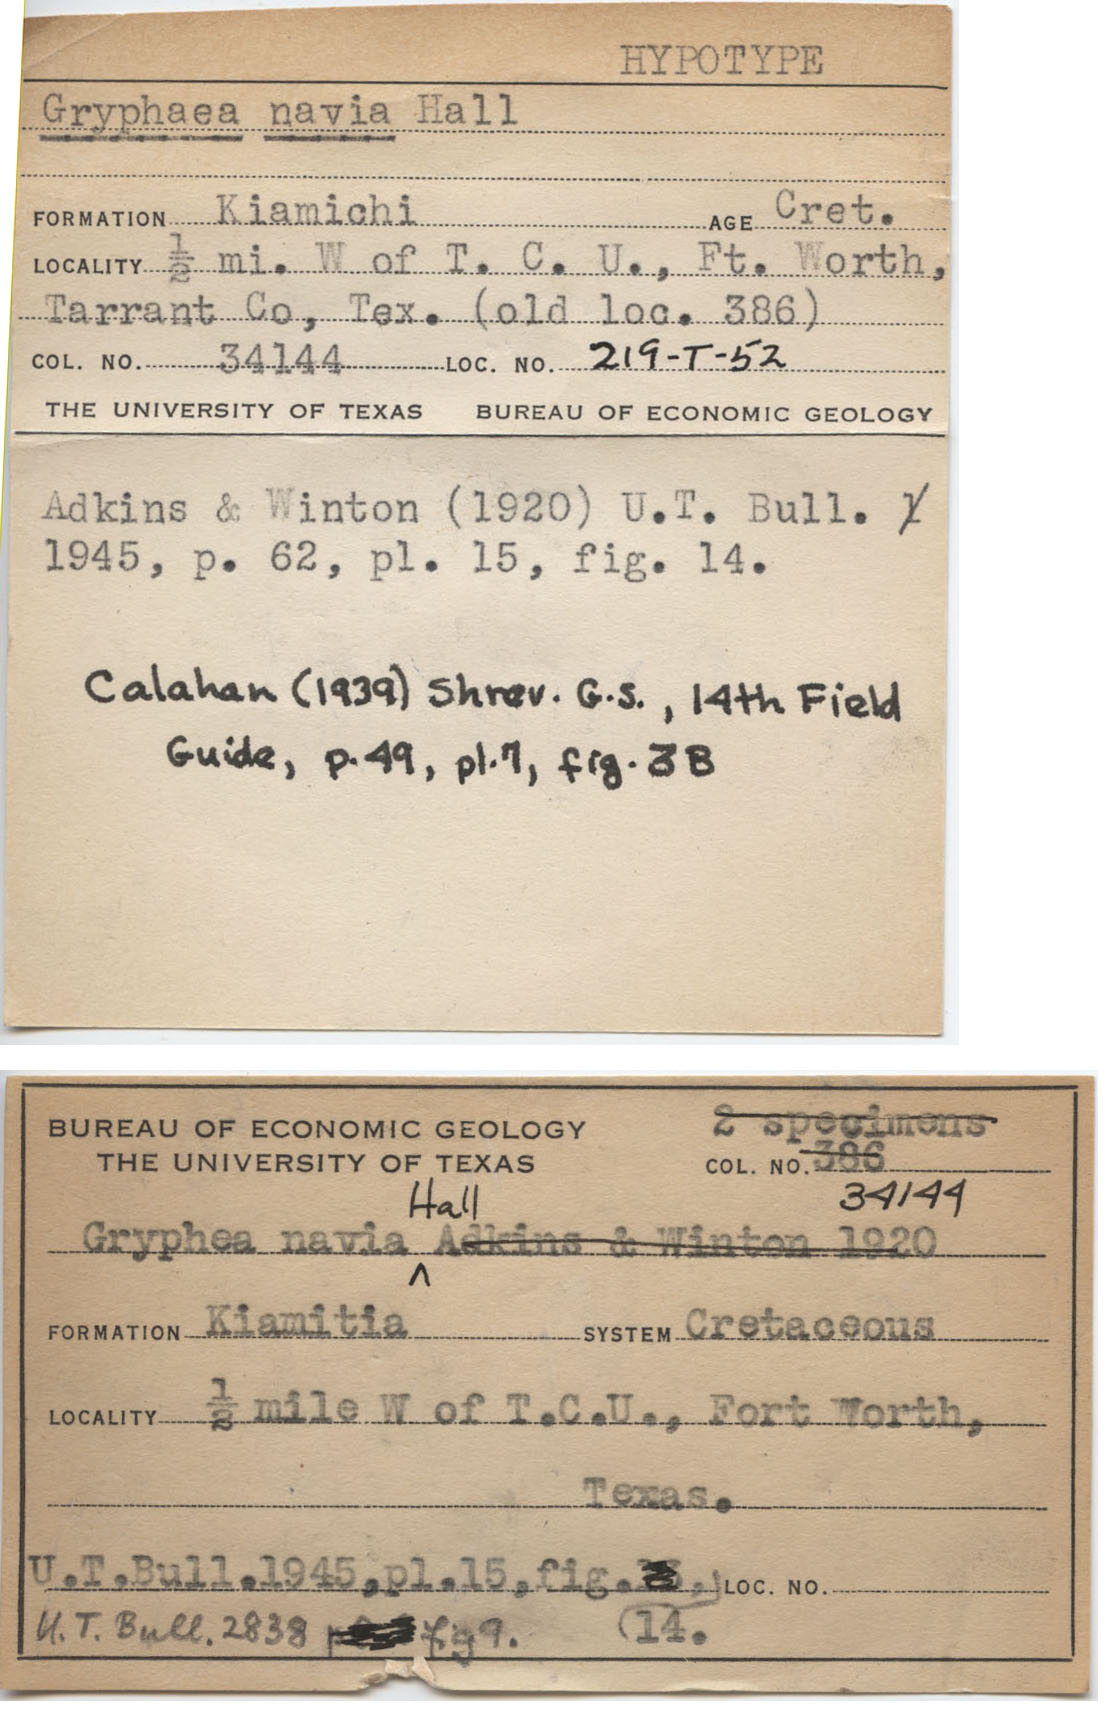 HYPOTYPE
Gryphaea navia Hall
FORMATION Kiamichi AGE Cret.
LOCALITY 1/2 mi. W of T. C. U., Ft. Worth,
Tarrant Co, Tex. (old loc. 386)
COL. NO. 34144 LOC. NO. 219-T-52
THE UNIVERSITY OF TEXAS BUREAU OF ECONOMIC GEOLOGY
Adkins & Winton (1920) U.T. Bull.
1945, p. 62, pl. 15, fig. 14.
Calahan (1939) Shrev. G.S., 14th Field
Guide, p.49, pl.7, fig. 3B
BUREAU OF ECONOMIC GEOLOGY 2 specimens
THE UNIVERSITY OF TEXAS COL. NO. 386
Hall 34144
Gryphea navia Adkins & Winton 1920
FORMATION Kiamitia SYSTEM Cretaceous
LOCALITY 1/2 mile W of T.C.U., Fort Worth,
Texas.
U.T.Bull.1945,pl.15,fig. LOC. NO.
U.T. Bull. 2838 fig 9. (14.